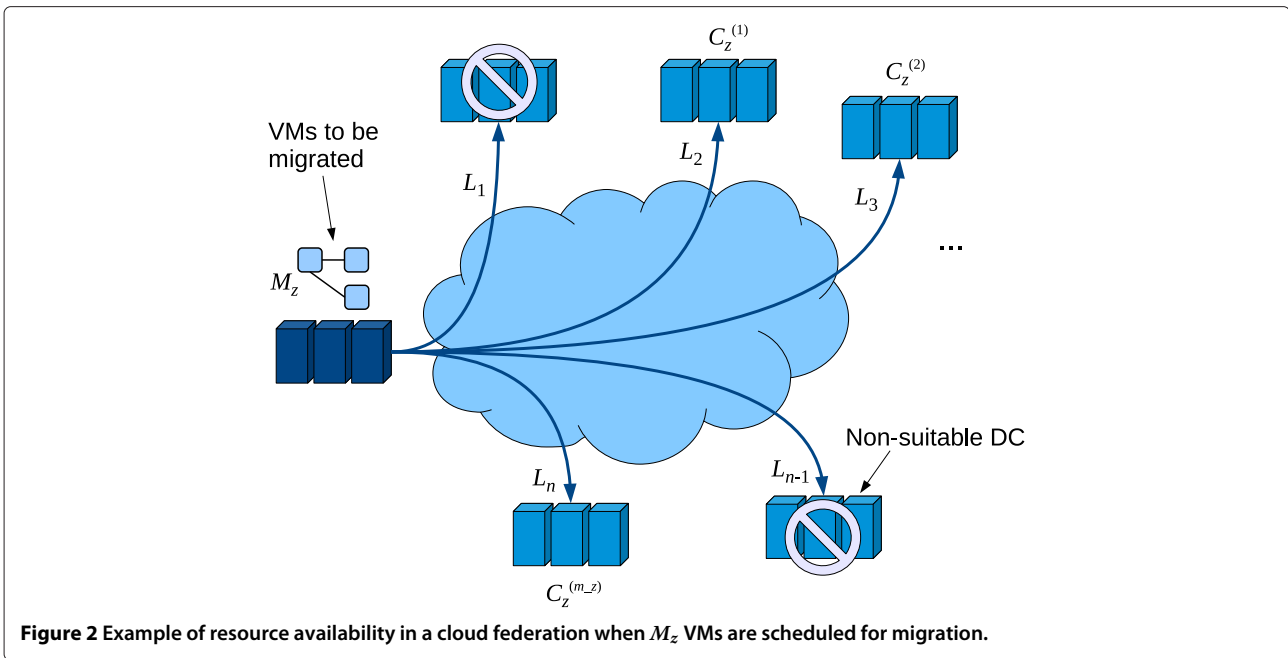 C_z^(1)
C_z^(2)
VMs to be
migrated
L_1
L_2
L_3
...
M_z
Non-suitable DC
L_n
L_n-1
C_z^(m_z)
Figure 2 Example of resource availability in a cloud federation when M_z VMs are scheduled for migration.